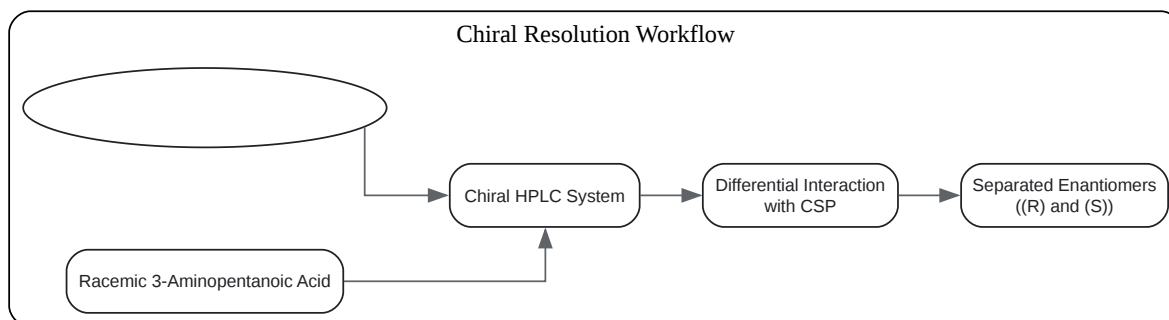 Chiral Resolution Workflow
Chiral HPLC System
Differential Interaction
with CSP
Separated Enantiomers
((R) and (S))
Racemic 3-Aminopentanoic Acid